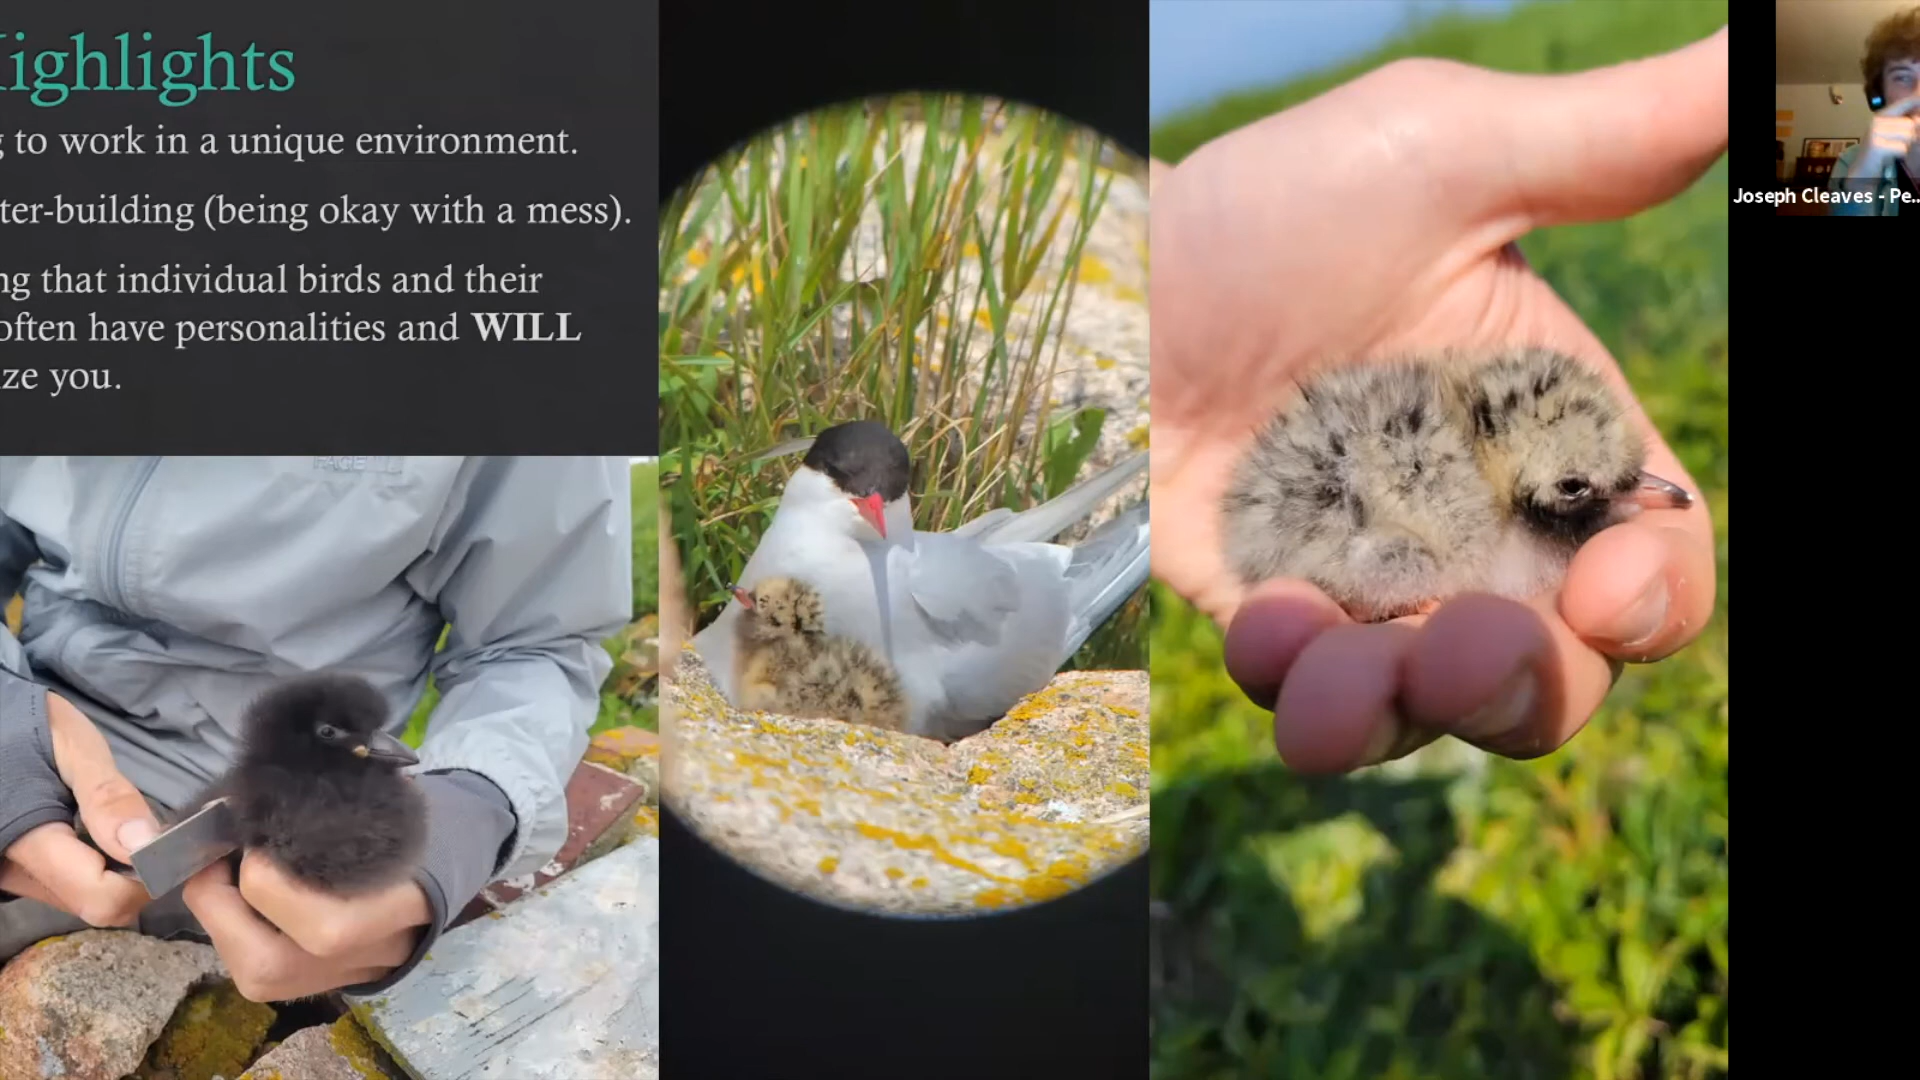 ighlights
g to work in a unique environment.
ter-building (being okay with a mess).
ng that individual birds and their
often have personalities and WILL
ze you.
Joseph Cleaves - Pe..